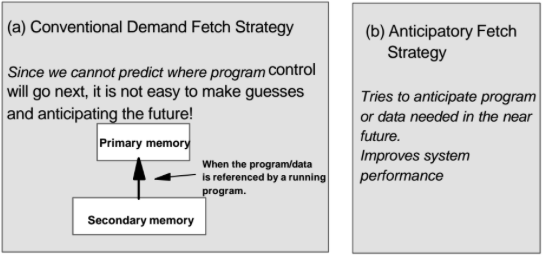 (a) Conventional Demand Fetch Strategy
Since we cannot predict where program control
will go next, it is not easy to make guesses
and anticipating the future!
Primary memory
When the program/data
is referenced by a running
program.
Secondary memory
(b) Anticipatory Fetch
Strategy
Tries to anticipate program
or data needed in the near
future.
Improves system
performance